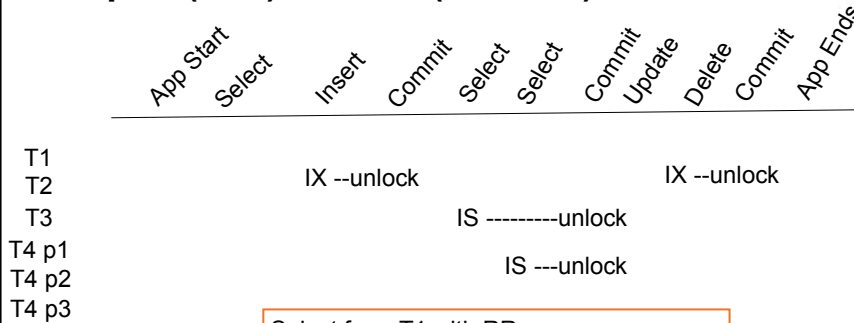 App Start
Select
Insert
Commit
Select
Select
Commit
Update
Delete
Commit
App Ends
T1
T2 IX --unlock IX --unlock
T3 IS ---------unlock
T4 p1
IS ---unlock
T4 p2
T4 p3